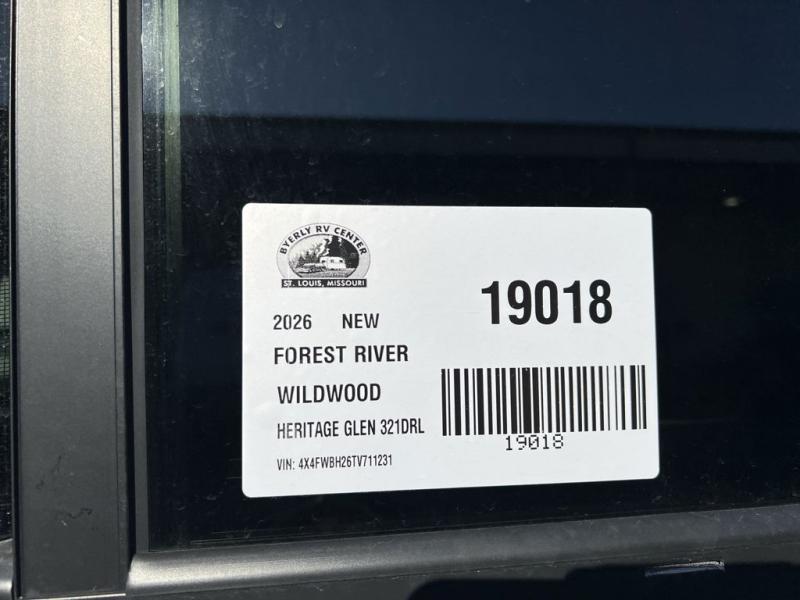 BYERLY RV CENTER
ST. LOUIS, MISSOURI
19018
2026 NEW
FOREST RIVER
WILDWOOD
HERITAGE GLEN 321DRL
19018
VIN: 4X4FWBH26TV711231